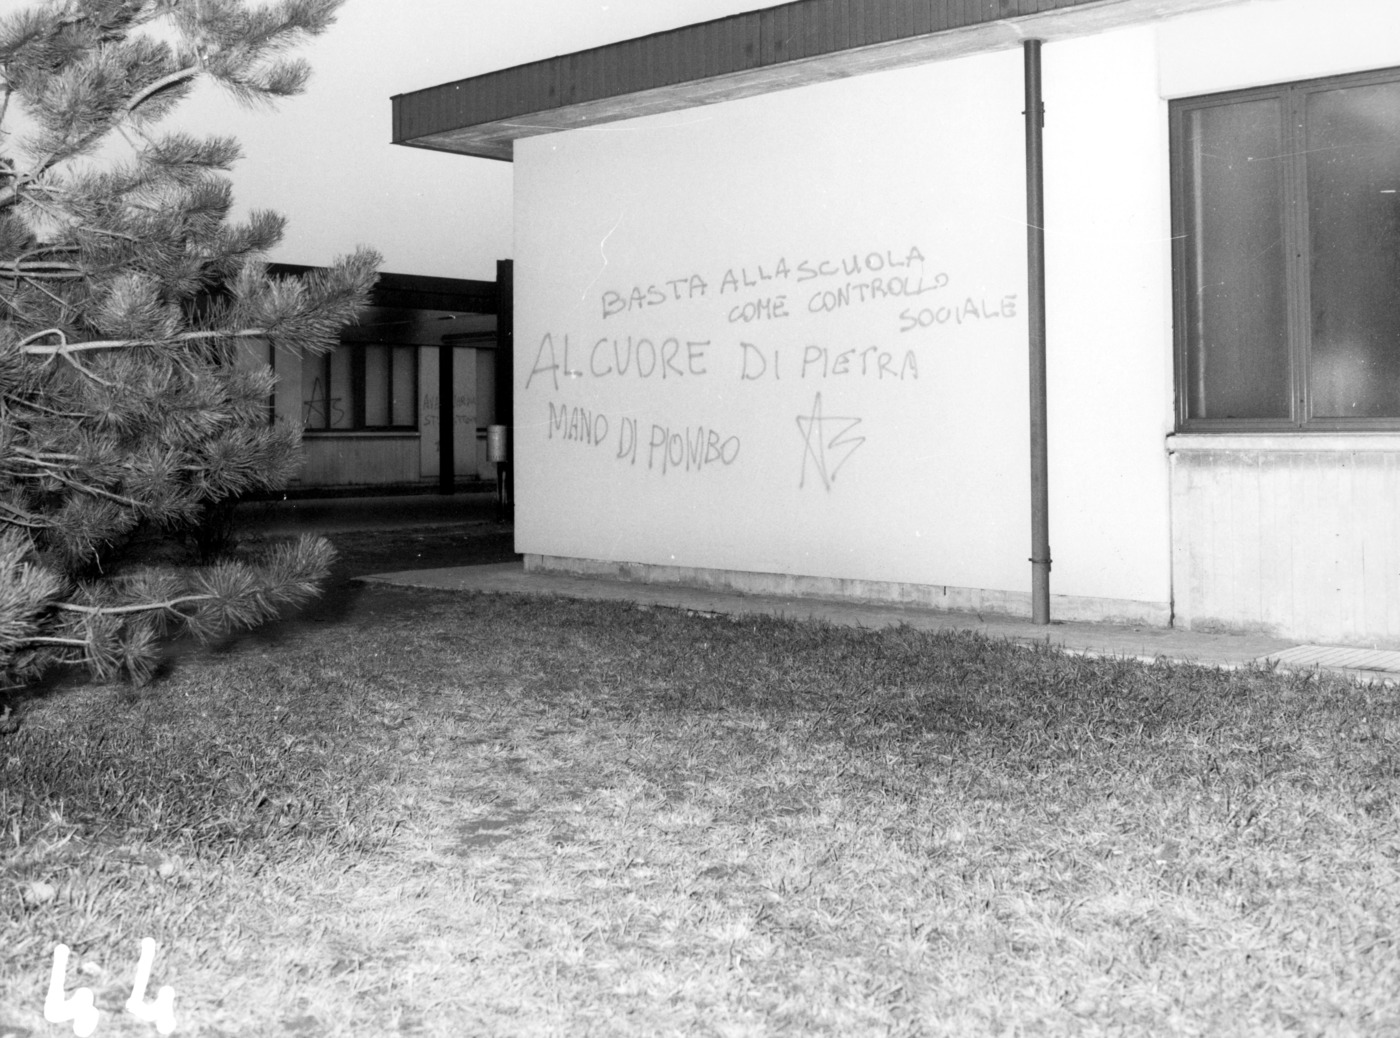 BASTA ALLA SCUOLA
COME CONTROLLO
SOCIALE
AL CUORE DI PIETRA
MANO DI PIOMBO
44